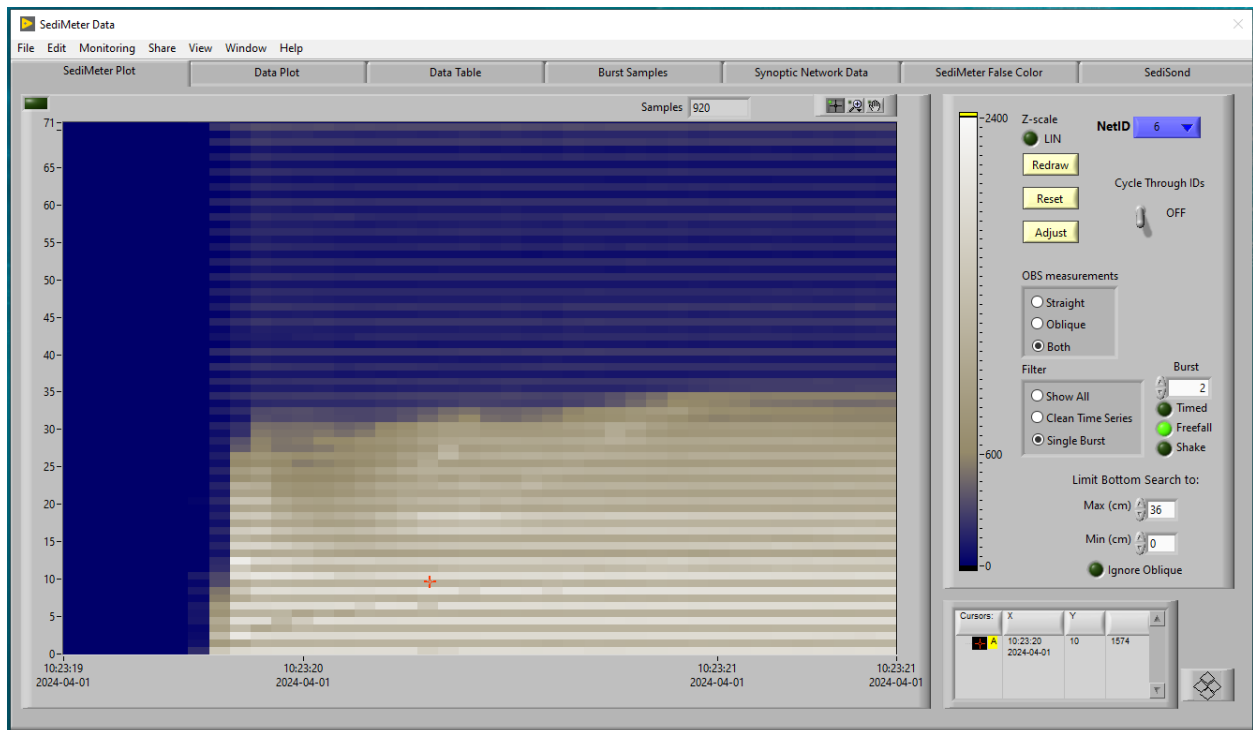 SediMeter Data
File Edit Monitoring Share View Window Help
SediMeter Plot Data Plot Data Table Burst Samples Synoptic Network Data SediMeter False Color SediSond
Samples 920
71
65
60
55
50
45
40
35
30
25
20
15
10
5
0
10:23:19 10:23:20 10:23:21 10:23:21
2024-04-01 2024-04-01 2024-04-01 2024-04-01
2400
600
0
Z-scale
LIN
NetID 6
Redraw
Reset
Adjust
Cycle Through IDs
OFF
OBS measurements
Straight
Oblique
Both
Filter
Show All
Clean Time Series
Single Burst
Burst
2
Timed
Freefall
Shake
Limit Bottom Search to:
Max (cm) 36
Min (cm) 0
Ignore Oblique
Cursors: X Y
A 10:23:20 10 1574
2024-04-01